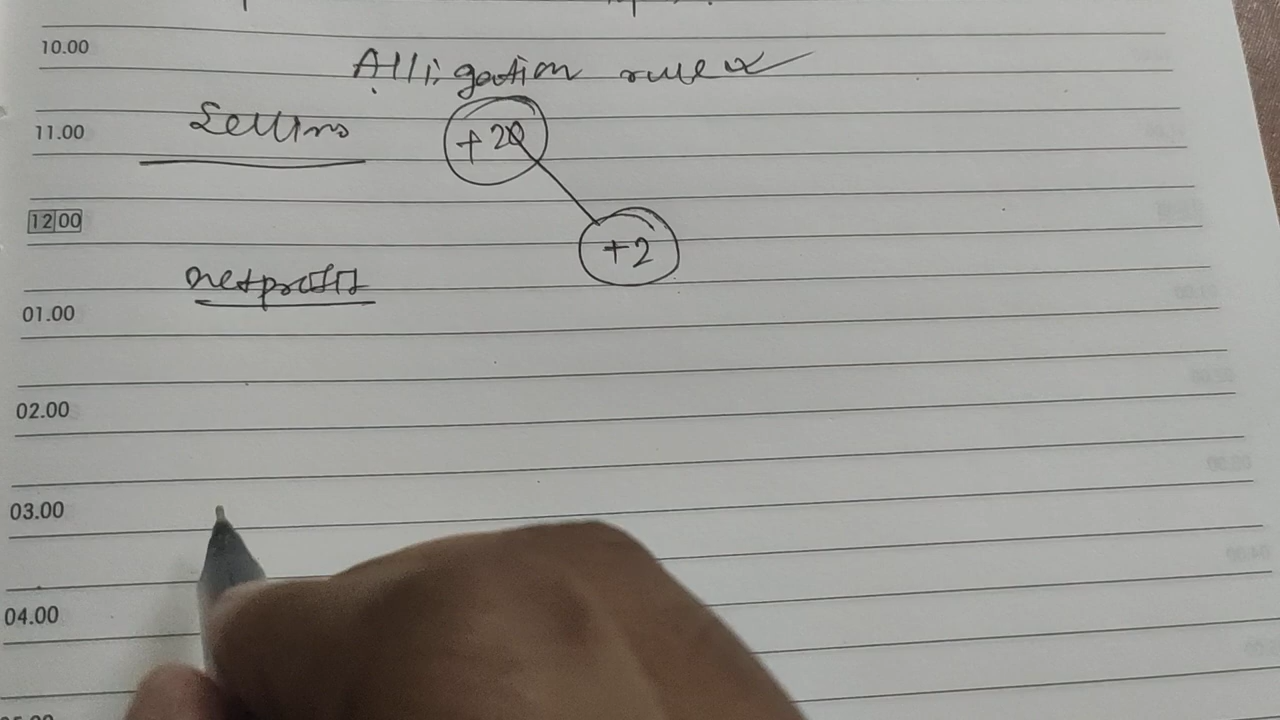 10.00
Alligation rule
11.00
Selling +20
12 00
+2
net profit
01.00
02.00
03.00
04.00